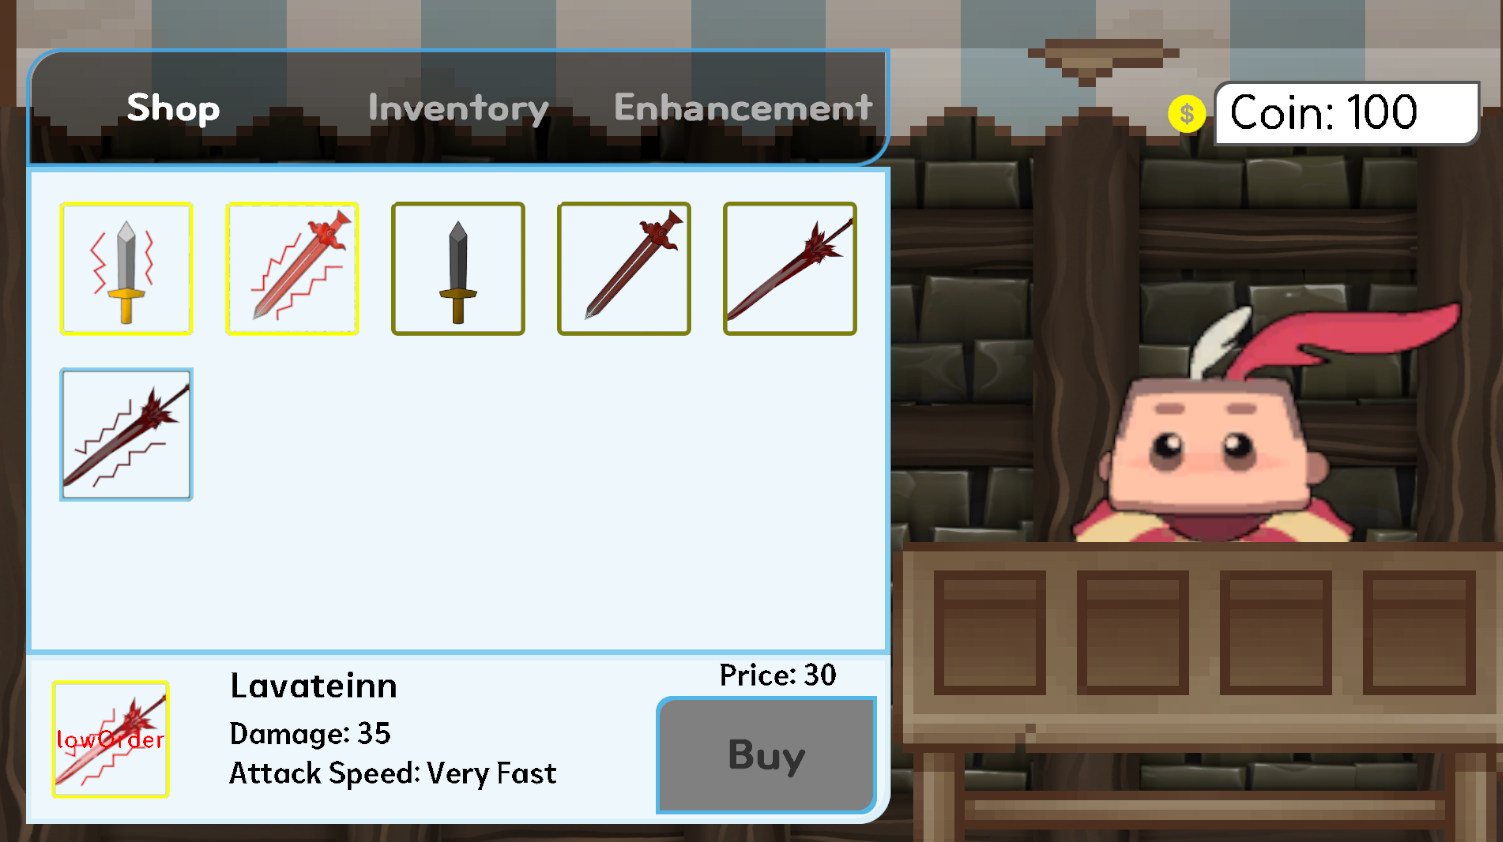 Shop Inventory Enhancement
$ Coin: 100
Price: 30
Lavateinn
lowOrder
Damage: 35
Attack Speed: Very Fast
Buy